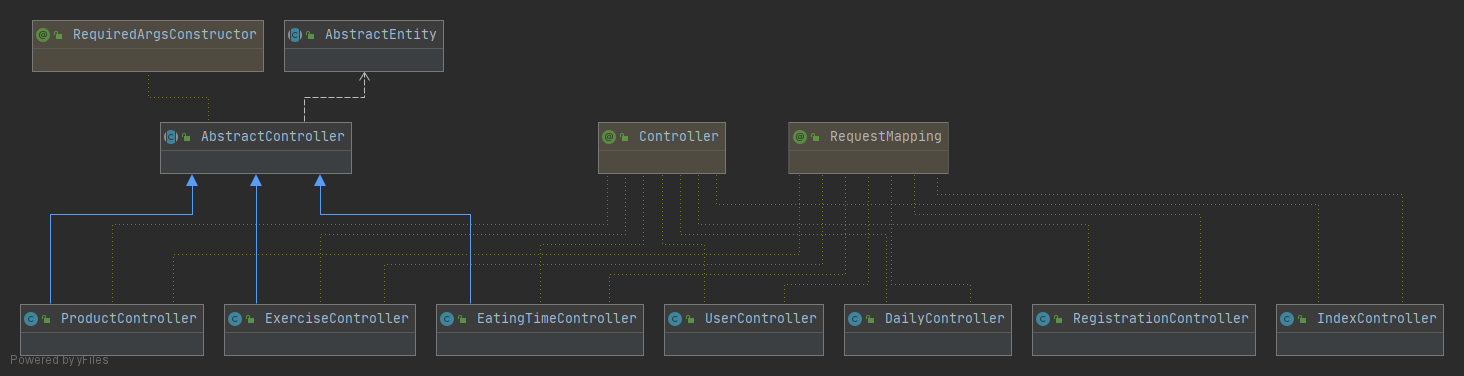 RequiredArgsConstructor
AbstractEntity
AbstractController
Controller
RequestMapping
ProductController
ExerciseController
EatingTimeController
UserController
DailyController
RegistrationController
IndexController
Powered by yFiles